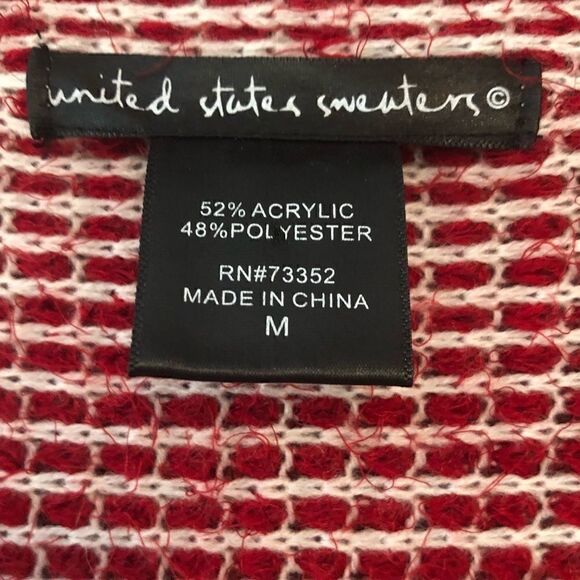 united states sweaters©
52% ACRYLIC
48%POLYESTER
RN#73352
MADE IN CHINA
M